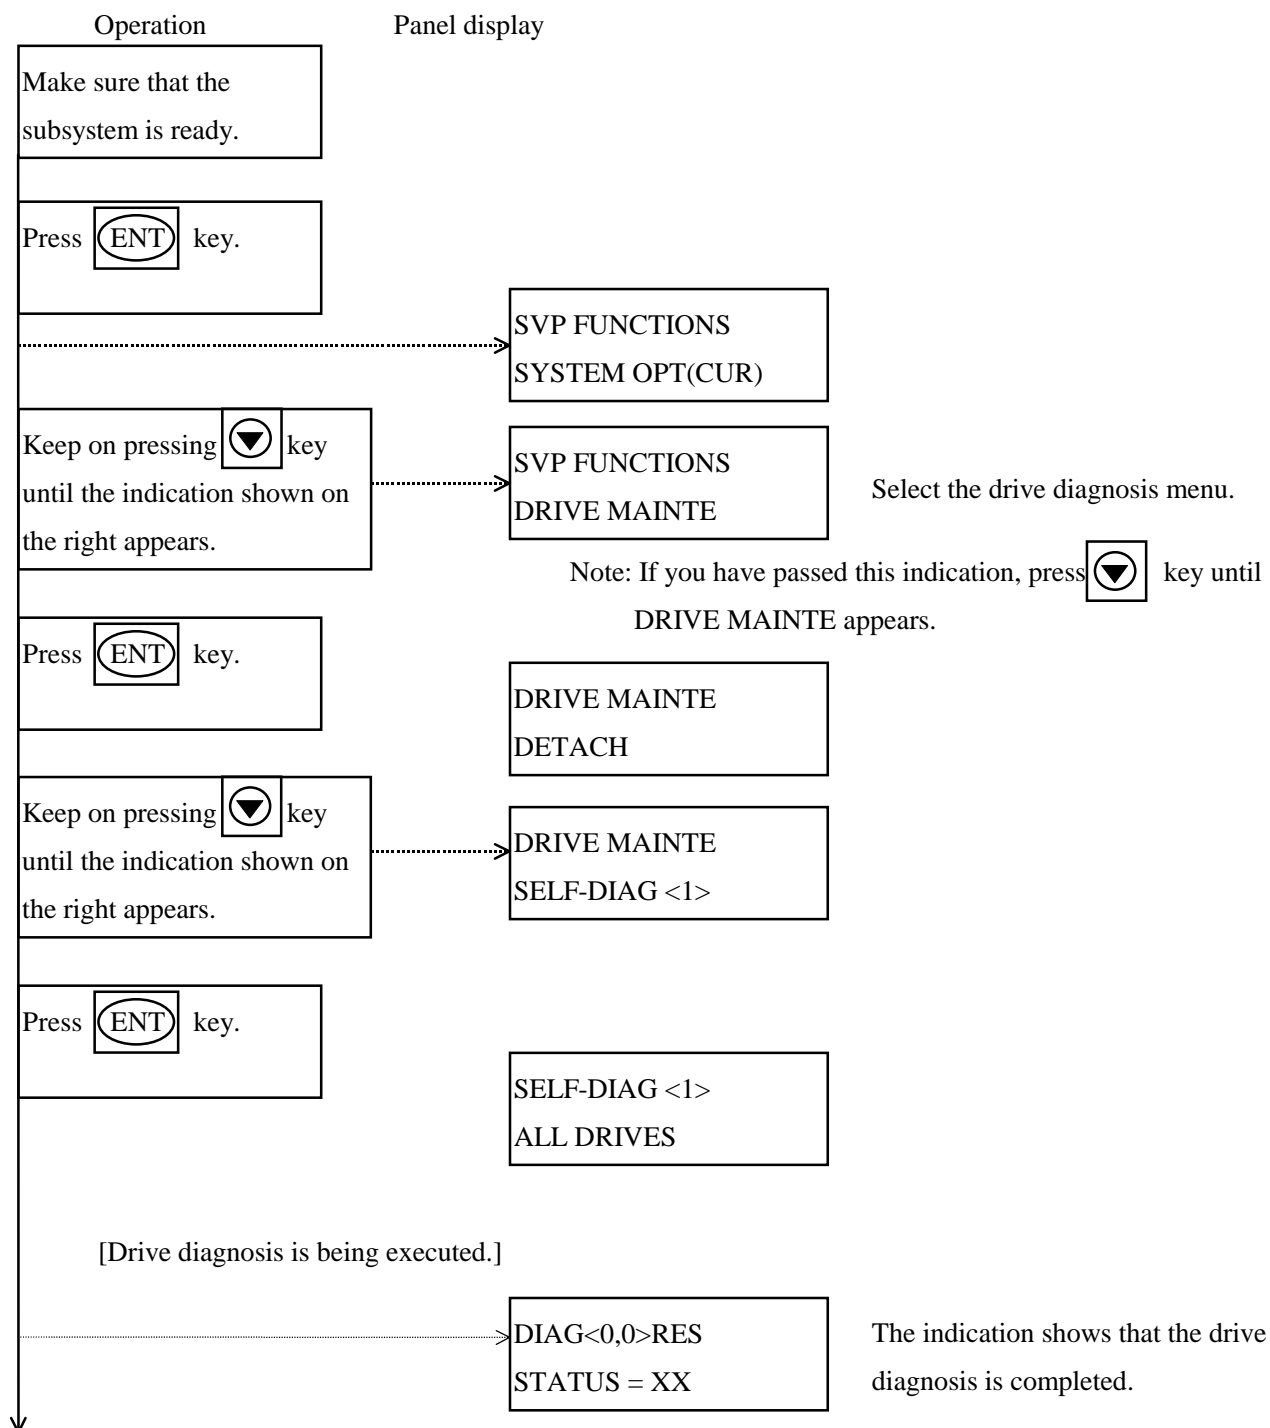 Operation
Panel display
Make sure that the
subsystem is ready.
Press ENT key.
SVP FUNCTIONS
SYSTEM OPT(CUR)
Keep on pressing key
until the indication shown on
the right appears.
SVP FUNCTIONS
DRIVE MAINTE
Select the drive diagnosis menu.
Note: If you have passed this indication, press key until
DRIVE MAINTE appears.
Press ENT key.
DRIVE MAINTE
DETACH
Keep on pressing key
until the indication shown on
the right appears.
DRIVE MAINTE
SELF-DIAG <1>
Press ENT key.
SELF-DIAG <1>
ALL DRIVES
[Drive diagnosis is being executed.]
DIAG<0,0>RES
STATUS = XX
The indication shows that the drive
diagnosis is completed.